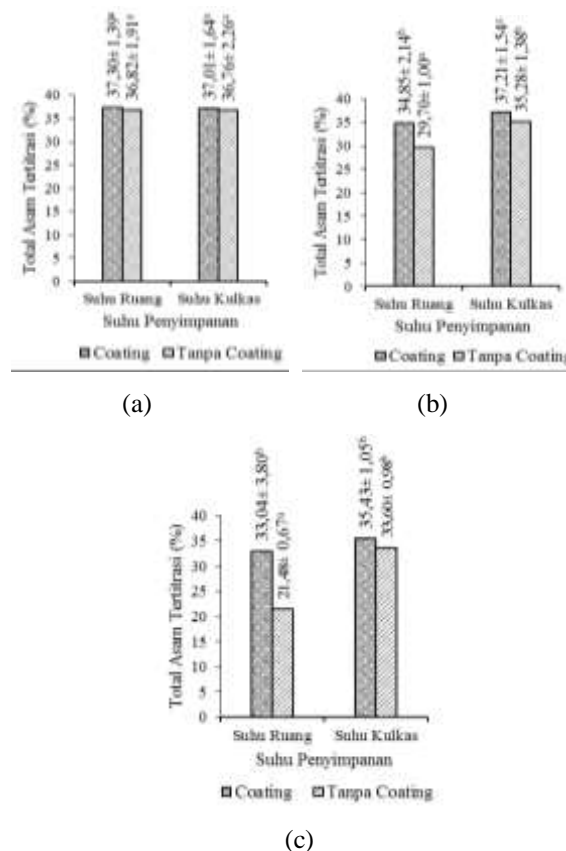 37,30± 1,39ᵃ
36,82± 1,91ᵃ
37,01± 1,64ᵃ
36,76± 2,26ᵃ
Total Asam Tertitrasi (%)
40
35
30
25
20
15
10
5
0
Suhu Ruang Suhu Kulkas
Suhu Penyimpanan
Coating Tanpa Coating
(a)
34,85± 2,14ᵇ
29,70± 1,00ᵃ
37,21± 1,54ᵇ
35,28± 1,38ᵇ
Total Asam Tertitrasi (%)
40
35
30
25
20
15
10
5
0
Suhu Ruang Suhu Kulkas
Suhu Penyimpanan
Coating Tanpa Coating
(b)
33,04± 3,80ᵇ
21,48± 0,67ᵃ
35,43± 1,05ᵇ
33,60± 0,98ᵇ
Total Asam Tertitrasi (%)
40
35
30
25
20
15
10
5
0
Suhu Ruang Suhu Kulkas
Suhu Penyimpanan
Coating Tanpa Coating
(c)